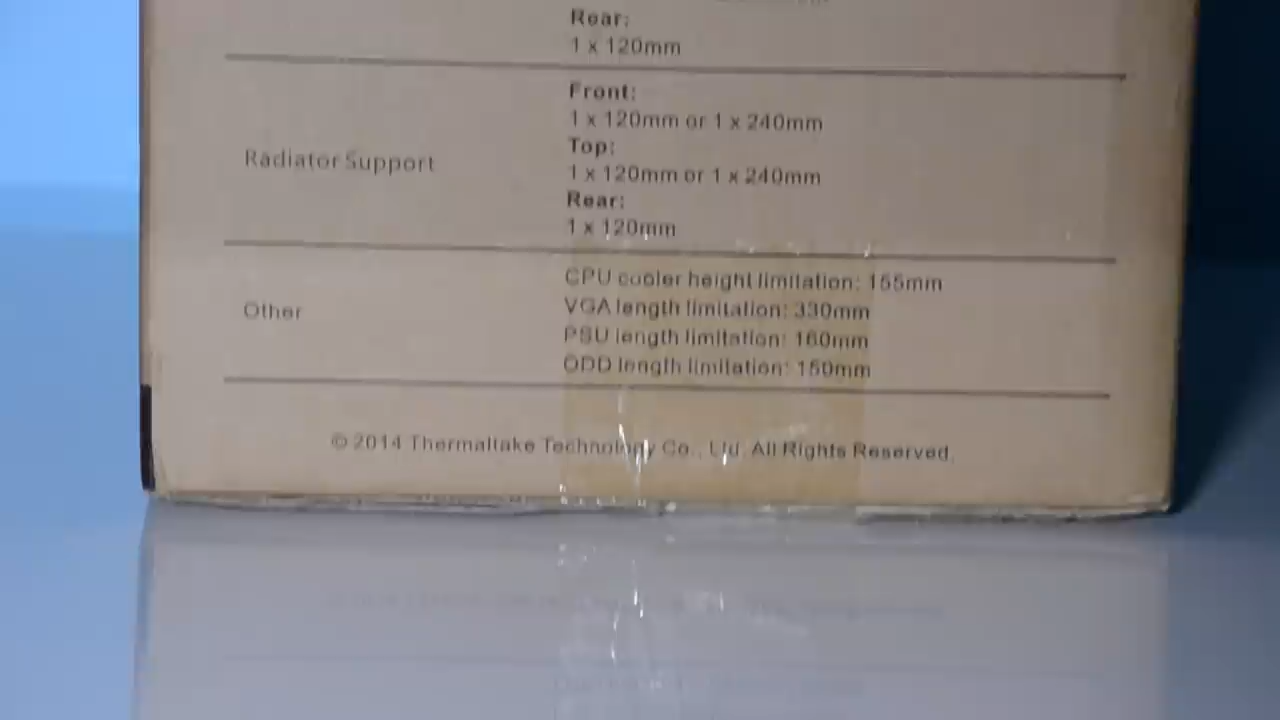 Rear:
1 x 120mm
Front:
1 x 120mm or 1 x 240mm
Radiator Support
Top:
1 x 120mm or 1 x 240mm
Rear:
1 x 120mm
Other
CPU cooler height limitation: 155mm
VGA length limitation: 330mm
PSU length limitation: 160mm
ODD length limitation: 150mm
© 2014 Thermaltake Technology Co., Ltd. All Rights Reserved.